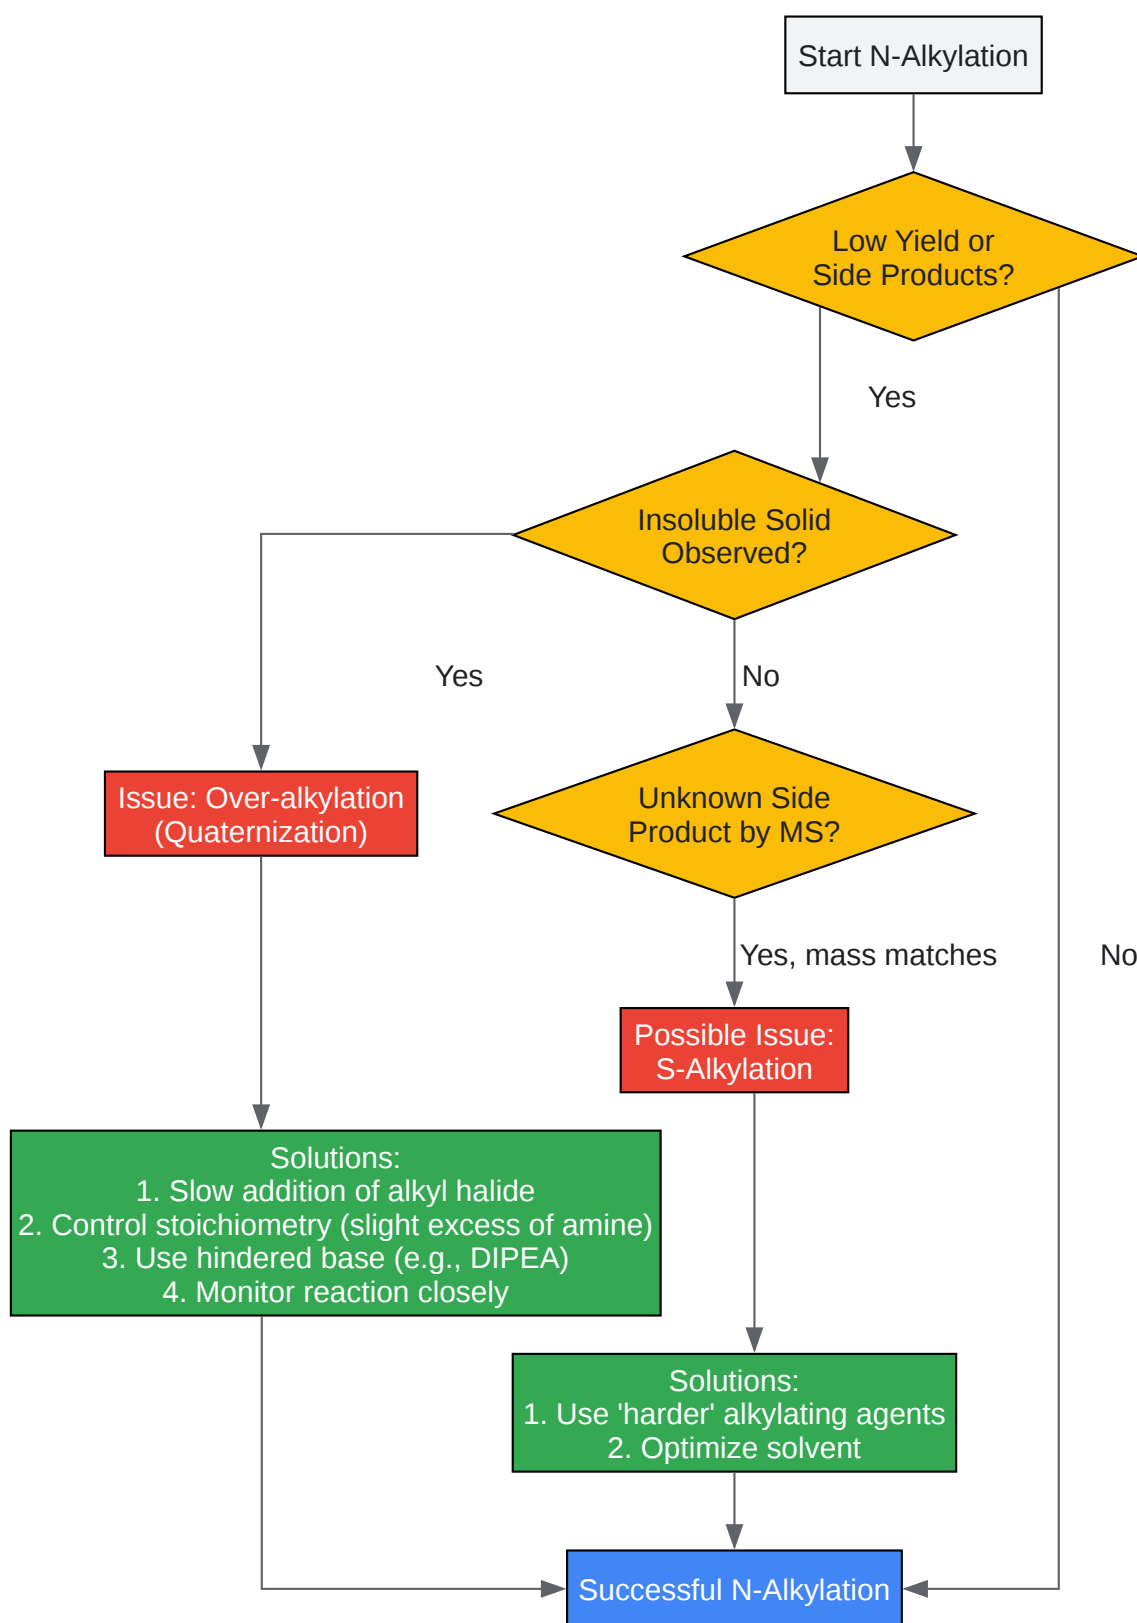 Start N-Alkylation
Low Yield or
Side Products?
Yes
Insoluble Solid
Observed?
Yes
No
Issue: Over-alkylation
(Quaternization)
Unknown Side
Product by MS?
Yes, mass matches
No
Possible Issue:
S-Alkylation
Solutions:
1. Slow addition of alkyl halide
2. Control stoichiometry (slight excess of amine)
3. Use hindered base (e.g., DIPEA)
4. Monitor reaction closely
Solutions:
1. Use 'harder' alkylating agents
2. Optimize solvent
Successful N-Alkylation